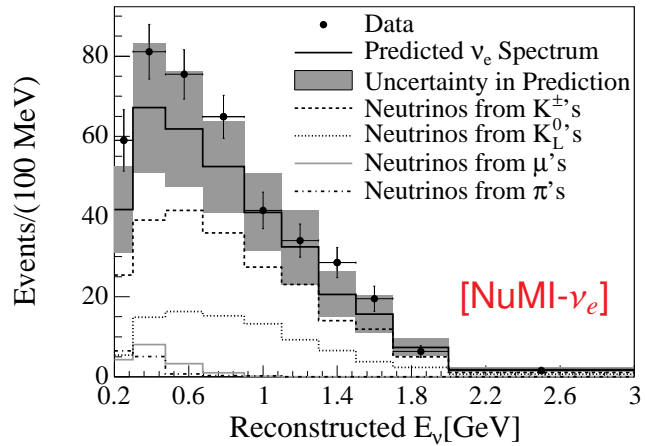 Data
Predicted νe Spectrum
Uncertainty in Prediction
Neutrinos from K±'s
Neutrinos from K0L's
Neutrinos from μ's
Neutrinos from π's
[NuMI-νe]
Events/(100 MeV)
80
60
40
20
0
0.2 0.6 1 1.4 1.8 2.2 2.6 3
Reconstructed Eν[GeV]